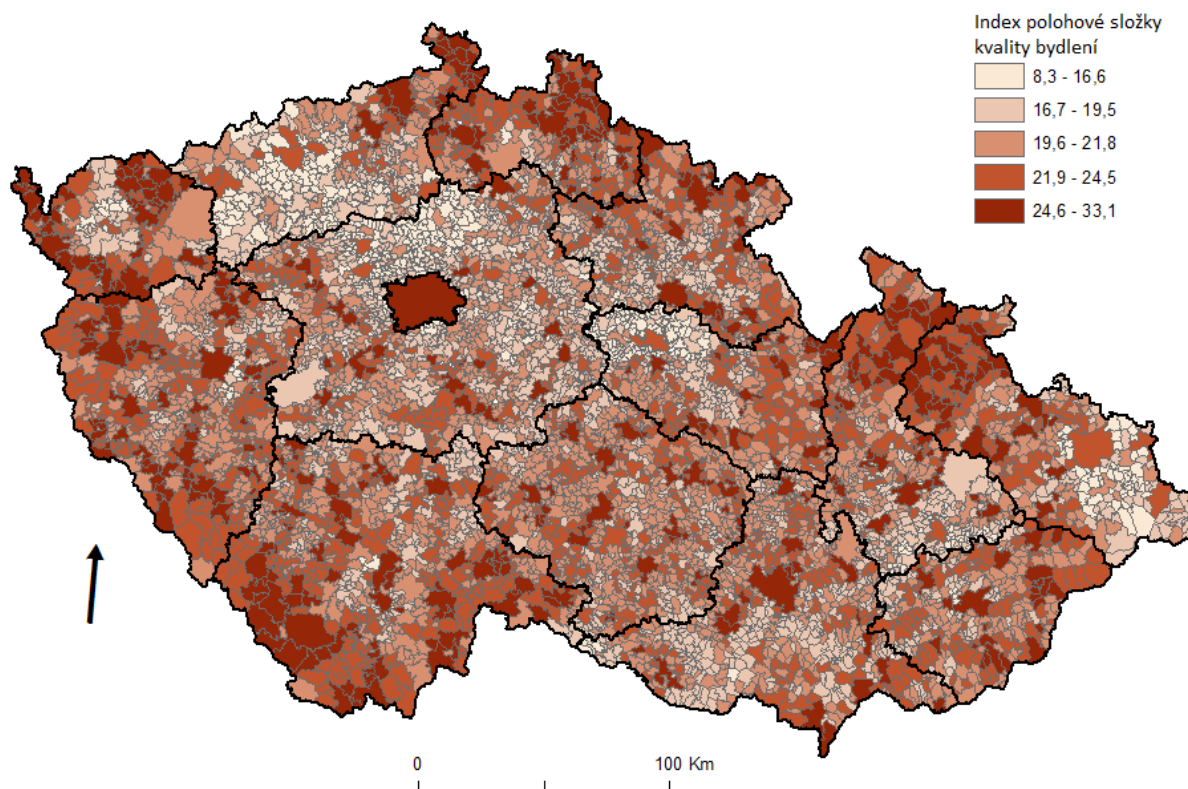 Index polohové složky
kvality bydlení
8,3 - 16,6
16,7 - 19,5
19,6 - 21,8
21,9 - 24,5
24,6 - 33,1
0 100 Km